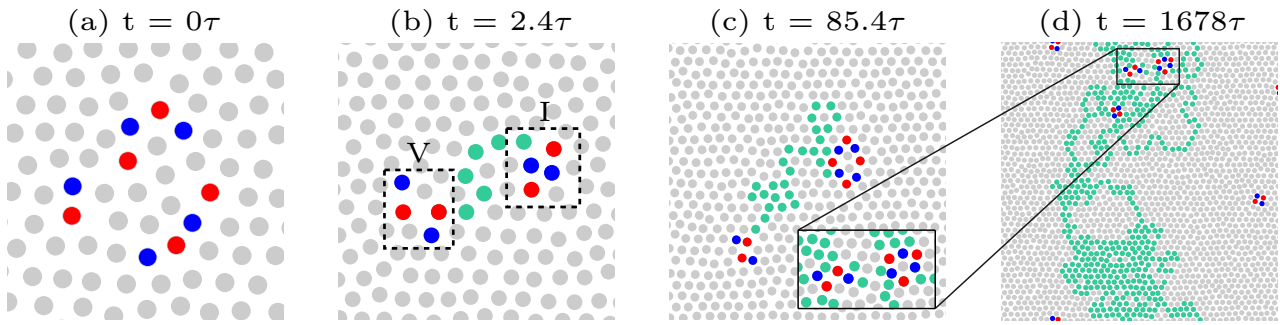 (a) t = 0τ
(b) t = 2.4τ
(c) t = 85.4τ
(d) t = 1678τ
I
V